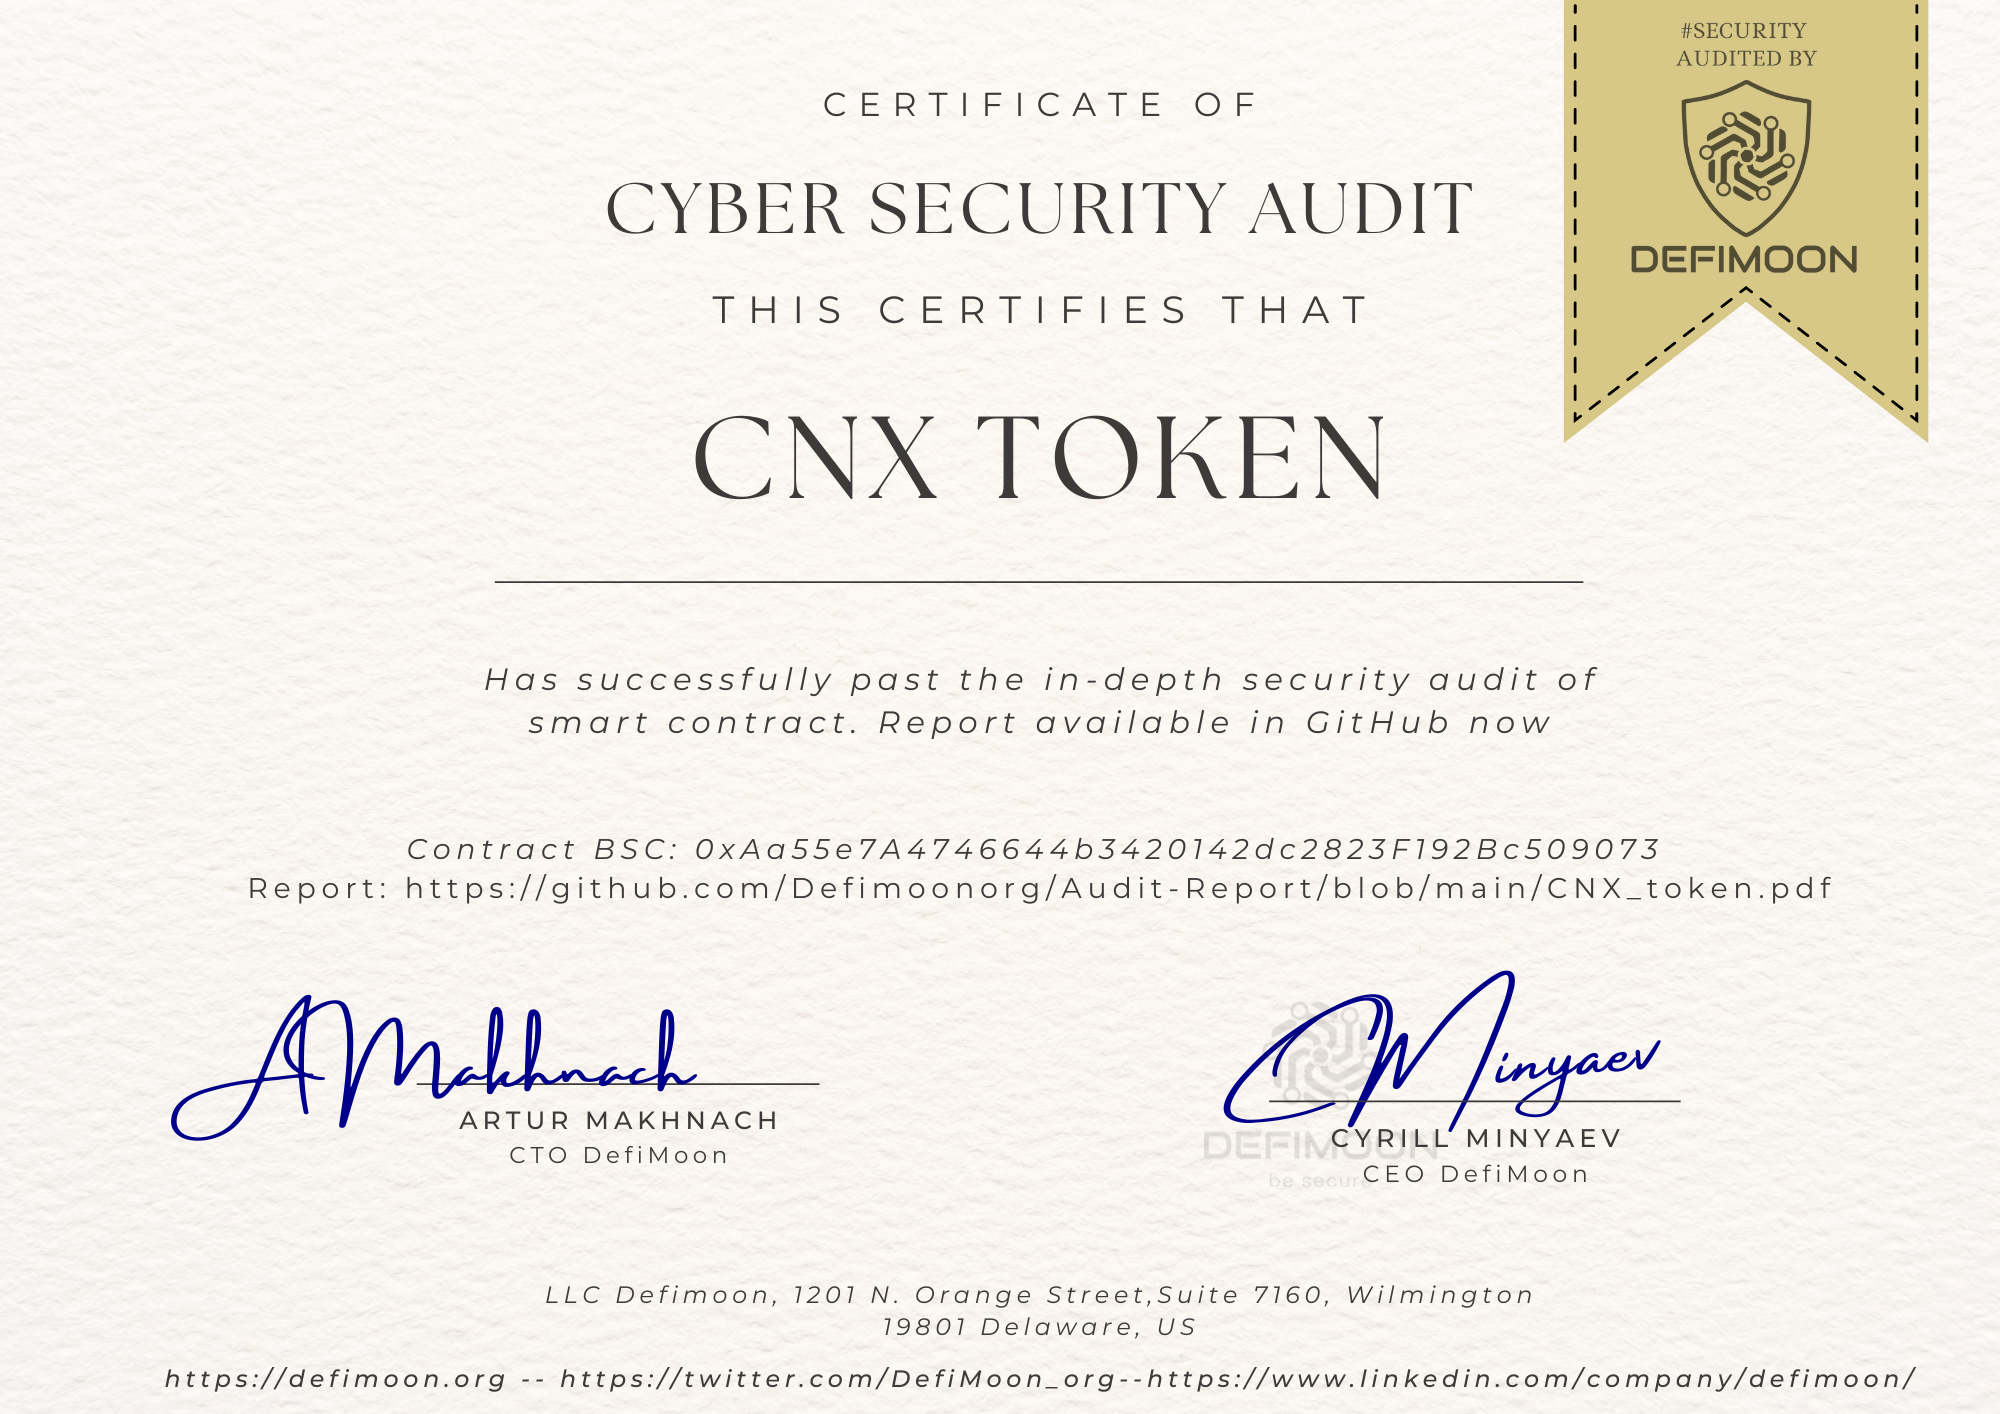 #SECURITY
AUDITED BY
DEFIMOON
CERTIFICATE OF
CYBER SECURITY AUDIT
THIS CERTIFIES THAT
CNX TOKEN
Has successfully past the in-depth security audit of
smart contract. Report available in GitHub now
Contract BSC: 0xAa55e7A4746644b3420142dc2823F192Bc509073
Report: https://github.com/Defimoonorg/Audit-Report/blob/main/CNX_token.pdf
AMakhnach
ARTUR MAKHNACH
CTO DefiMoon
CMinyaev
DEFIMOON
be secure
CYRILL MINYAEV
CEO DefiMoon
LLC Defimoon, 1201 N. Orange Street,Suite 7160, Wilmington
19801 Delaware, US
https://defimoon.org -- https://twitter.com/DefiMoon_org--https://www.linkedin.com/company/defimoon/